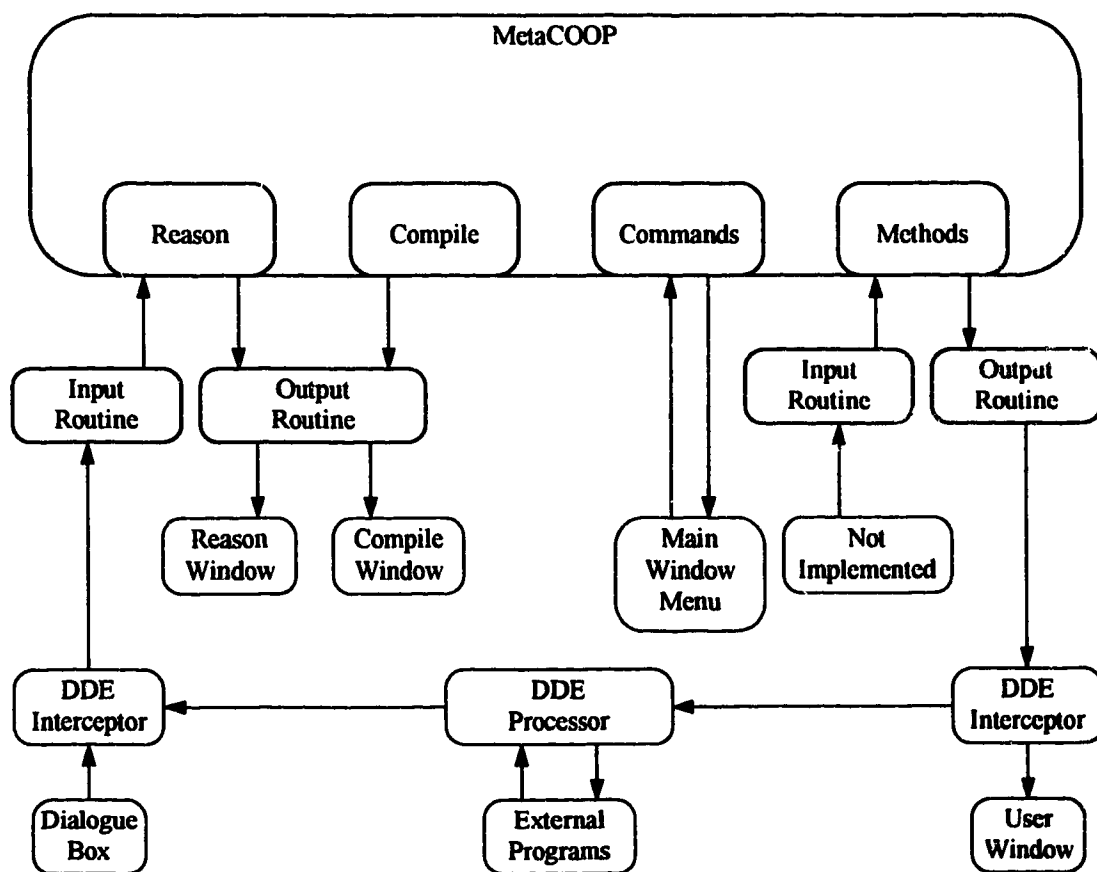 MetaCOOP
Reason
Compile
Commands
Methods
Input
Routine
Output
Routine
Input
Routine
Output
Routine
Reason
Window
Compile
Window
Main
Window
Menu
Not
Implemented
DDE
Interceptor
DDE
Processor
DDE
Interceptor
Dialogue
Box
External
Programs
User
Window